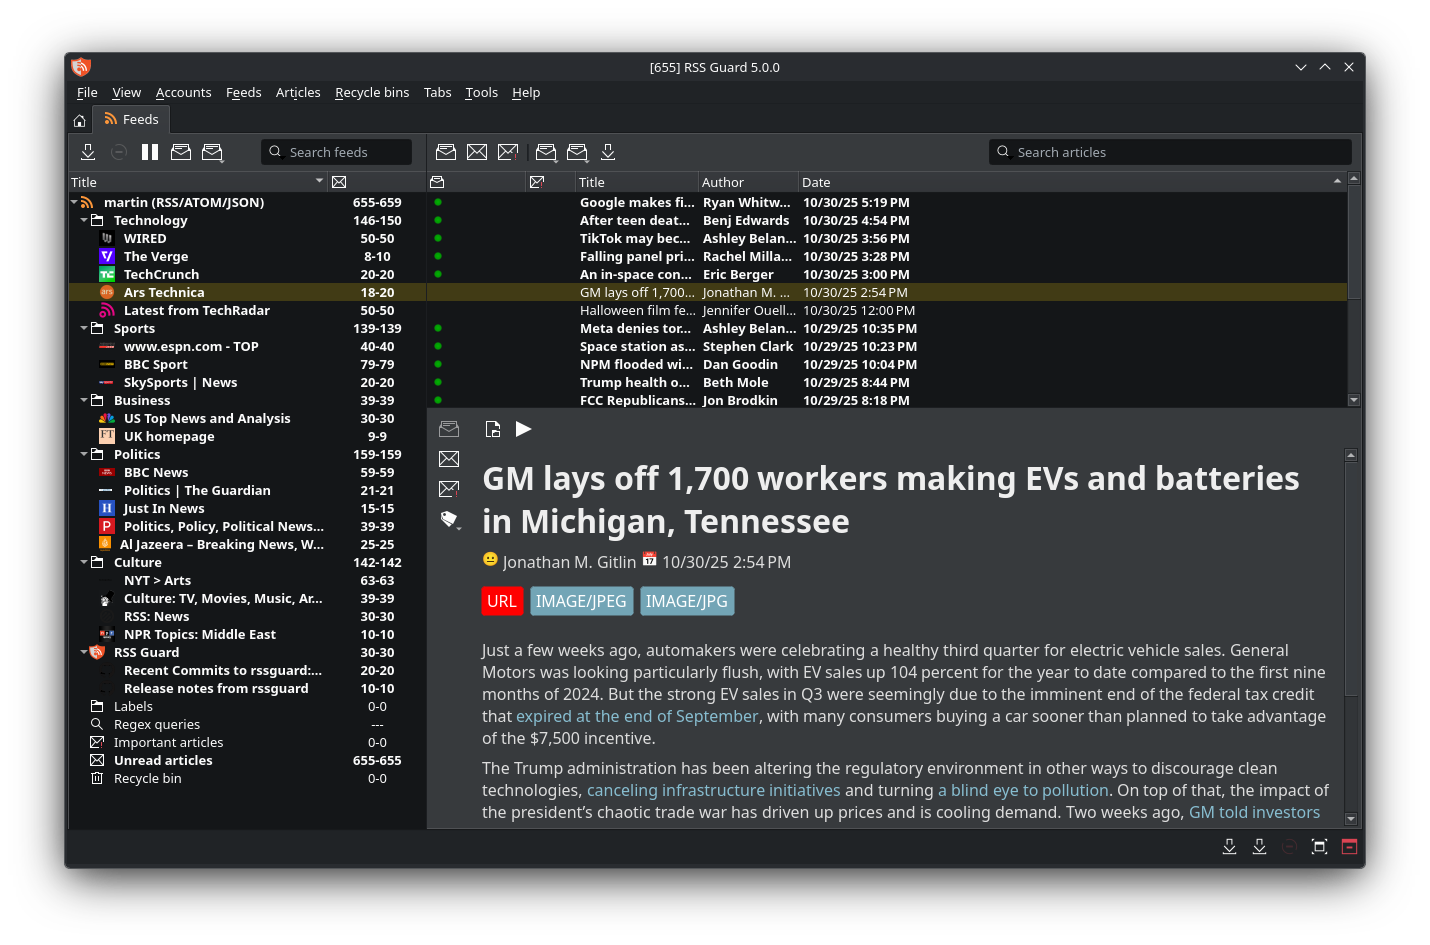 [655] RSS Guard 5.0.0
File View Accounts Feeds Articles Recycle bins Tabs Tools Help
Feeds
Search feeds
Search articles
Title
Title Author Date
martin (RSS/ATOM/JSON) 655-659
Technology 146-150
WIRED 50-50
The Verge 8-10
TechCrunch 20-20
Ars Technica 18-20
Latest from TechRadar 50-50
Sports 139-139
www.espn.com - TOP 40-40
BBC Sport 79-79
SkySports | News 20-20
Business 39-39
US Top News and Analysis 30-30
FT UK homepage 9-9
Politics 159-159
BBC News 59-59
Politics | The Guardian 21-21
H Just In News 15-15
P Politics, Policy, Political News... 39-39
Al Jazeera – Breaking News, W... 25-25
Culture 142-142
NYT > Arts 63-63
Culture: TV, Movies, Music, Ar... 39-39
RSS: News 30-30
NPR Topics: Middle East 10-10
RSS Guard 30-30
Recent Commits to rssguard:... 20-20
Release notes from rssguard 10-10
Labels 0-0
Regex queries ---
Important articles 0-0
Unread articles 655-655
Recycle bin 0-0
Google makes fi... Ryan Whitw... 10/30/25 5:19 PM
After teen deat... Benj Edwards 10/30/25 4:54 PM
TikTok may bec... Ashley Belan... 10/30/25 3:56 PM
Falling panel pri... Rachel Milla... 10/30/25 3:28 PM
An in-space con... Eric Berger 10/30/25 3:00 PM
GM lays off 1,700... Jonathan M. ... 10/30/25 2:54 PM
Halloween film fe... Jennifer Ouell... 10/30/25 12:00 PM
Meta denies tor... Ashley Belan... 10/29/25 10:35 PM
Space station as... Stephen Clark 10/29/25 10:23 PM
NPM flooded wi... Dan Goodin 10/29/25 10:04 PM
Trump health o... Beth Mole 10/29/25 8:44 PM
FCC Republicans... Jon Brodkin 10/29/25 8:18 PM
GM lays off 1,700 workers making EVs and batteries
in Michigan, Tennessee
Jonathan M. Gitlin 10/30/25 2:54 PM
URL IMAGE/JPEG IMAGE/JPG
Just a few weeks ago, automakers were celebrating a healthy third quarter for electric vehicle sales. General
Motors was looking particularly flush, with EV sales up 104 percent for the year to date compared to the first nine
months of 2024. But the strong EV sales in Q3 were seemingly due to the imminent end of the federal tax credit
that expired at the end of September, with many consumers buying a car sooner than planned to take advantage
of the $7,500 incentive.
The Trump administration has been altering the regulatory environment in other ways to discourage clean
technologies, canceling infrastructure initiatives and turning a blind eye to pollution. On top of that, the impact of
the president’s chaotic trade war has driven up prices and is cooling demand. Two weeks ago, GM told investors